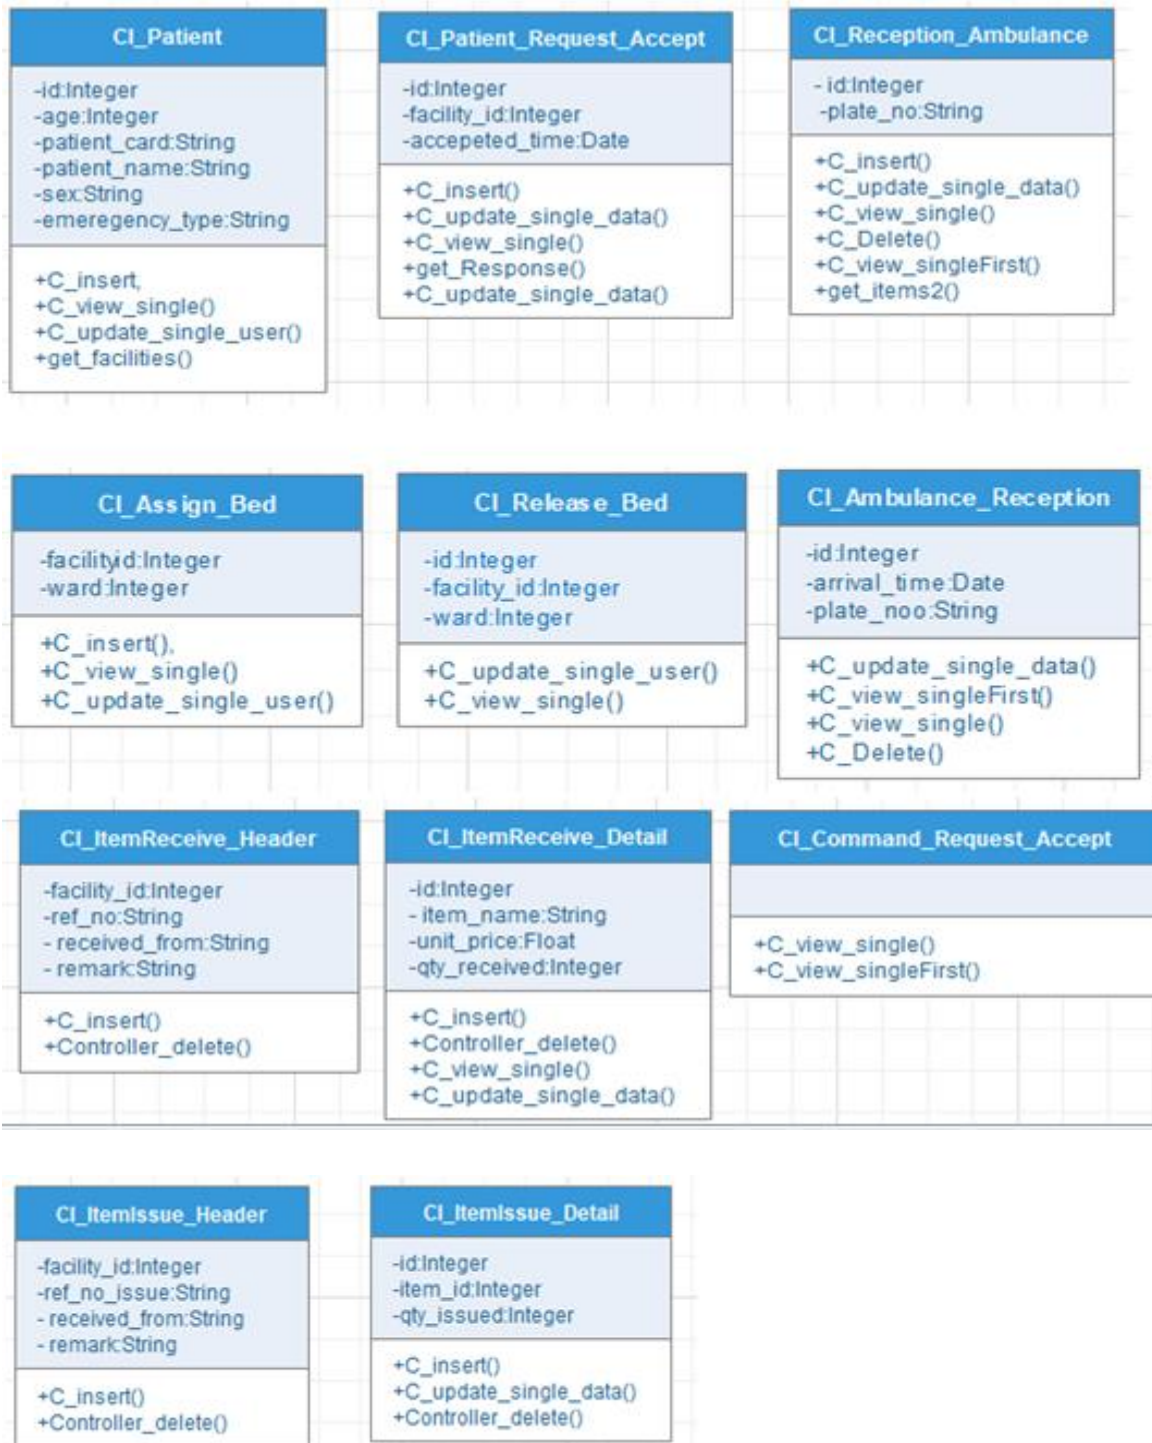 Cl_Patient
-id:Integer
-age:Integer
-patient_card:String
-patient_name:String
-sex:String
-emeregency_type:String
+C_insert,
+C_view_single()
+C_update_single_user()
+get_facilities()
Cl_Patient_Request_Accept
-id:Integer
-facility_id:Integer
-accepeted_time:Date
+C_insert()
+C_update_single_data()
+C_view_single()
+get_Response()
+C_update_single_data()
Cl_Reception_Ambulance
- id:Integer
-plate_no:String
+C_insert()
+C_update_single_data()
+C_view_single()
+C_Delete()
+C_view_singleFirst()
+get_items2()
Cl_Assign_Bed
-facilityid:Integer
-ward:Integer
+C_insert(),
+C_view_single()
+C_update_single_user()
Cl_Release_Bed
-id:Integer
-facility_id:Integer
-ward:Integer
+C_update_single_user()
+C_view_single()
Cl_Ambulance_Reception
-id:Integer
-arrival_time:Date
-plate_noo:String
+C_update_single_data()
+C_view_singleFirst()
+C_view_single()
+C_Delete()
Cl_ItemReceive_Header
-facility_id:Integer
-ref_no:String
- received_from:String
- remark:String
+C_insert()
+Controller_delete()
Cl_ItemReceive_Detail
-id:Integer
- item_name:String
-unit_price:Float
-qty_received:Integer
+C_insert()
+Controller_delete()
+C_view_single()
+C_update_single_data()
Cl_Command_Request_Accept
+C_view_single()
+C_view_singleFirst()
Cl_ItemIssue_Header
-facility_id:Integer
-ref_no_issue:String
- received_from:String
- remark:String
+C_insert()
+Controller_delete()
Cl_ItemIssue_Detail
-id:Integer
-item_id:Integer
-qty_issued:Integer
+C_insert()
+C_update_single_data()
+Controller_delete()